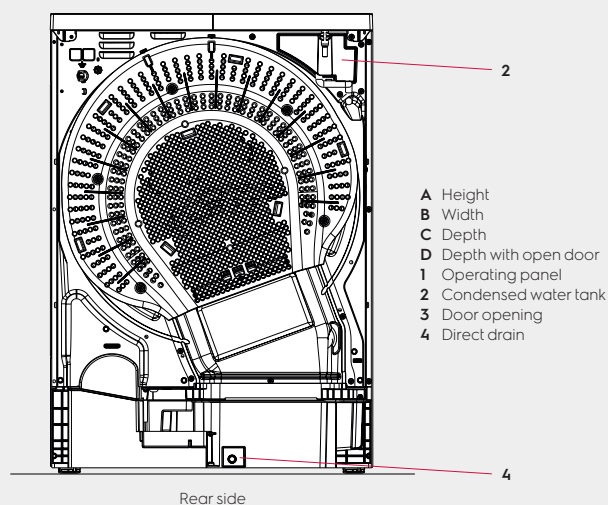 2
A Height
B Width
C Depth
D Depth with open door
1 Operating panel
2 Condensed water tank
3 Door opening
4 Direct drain
4
Rear side